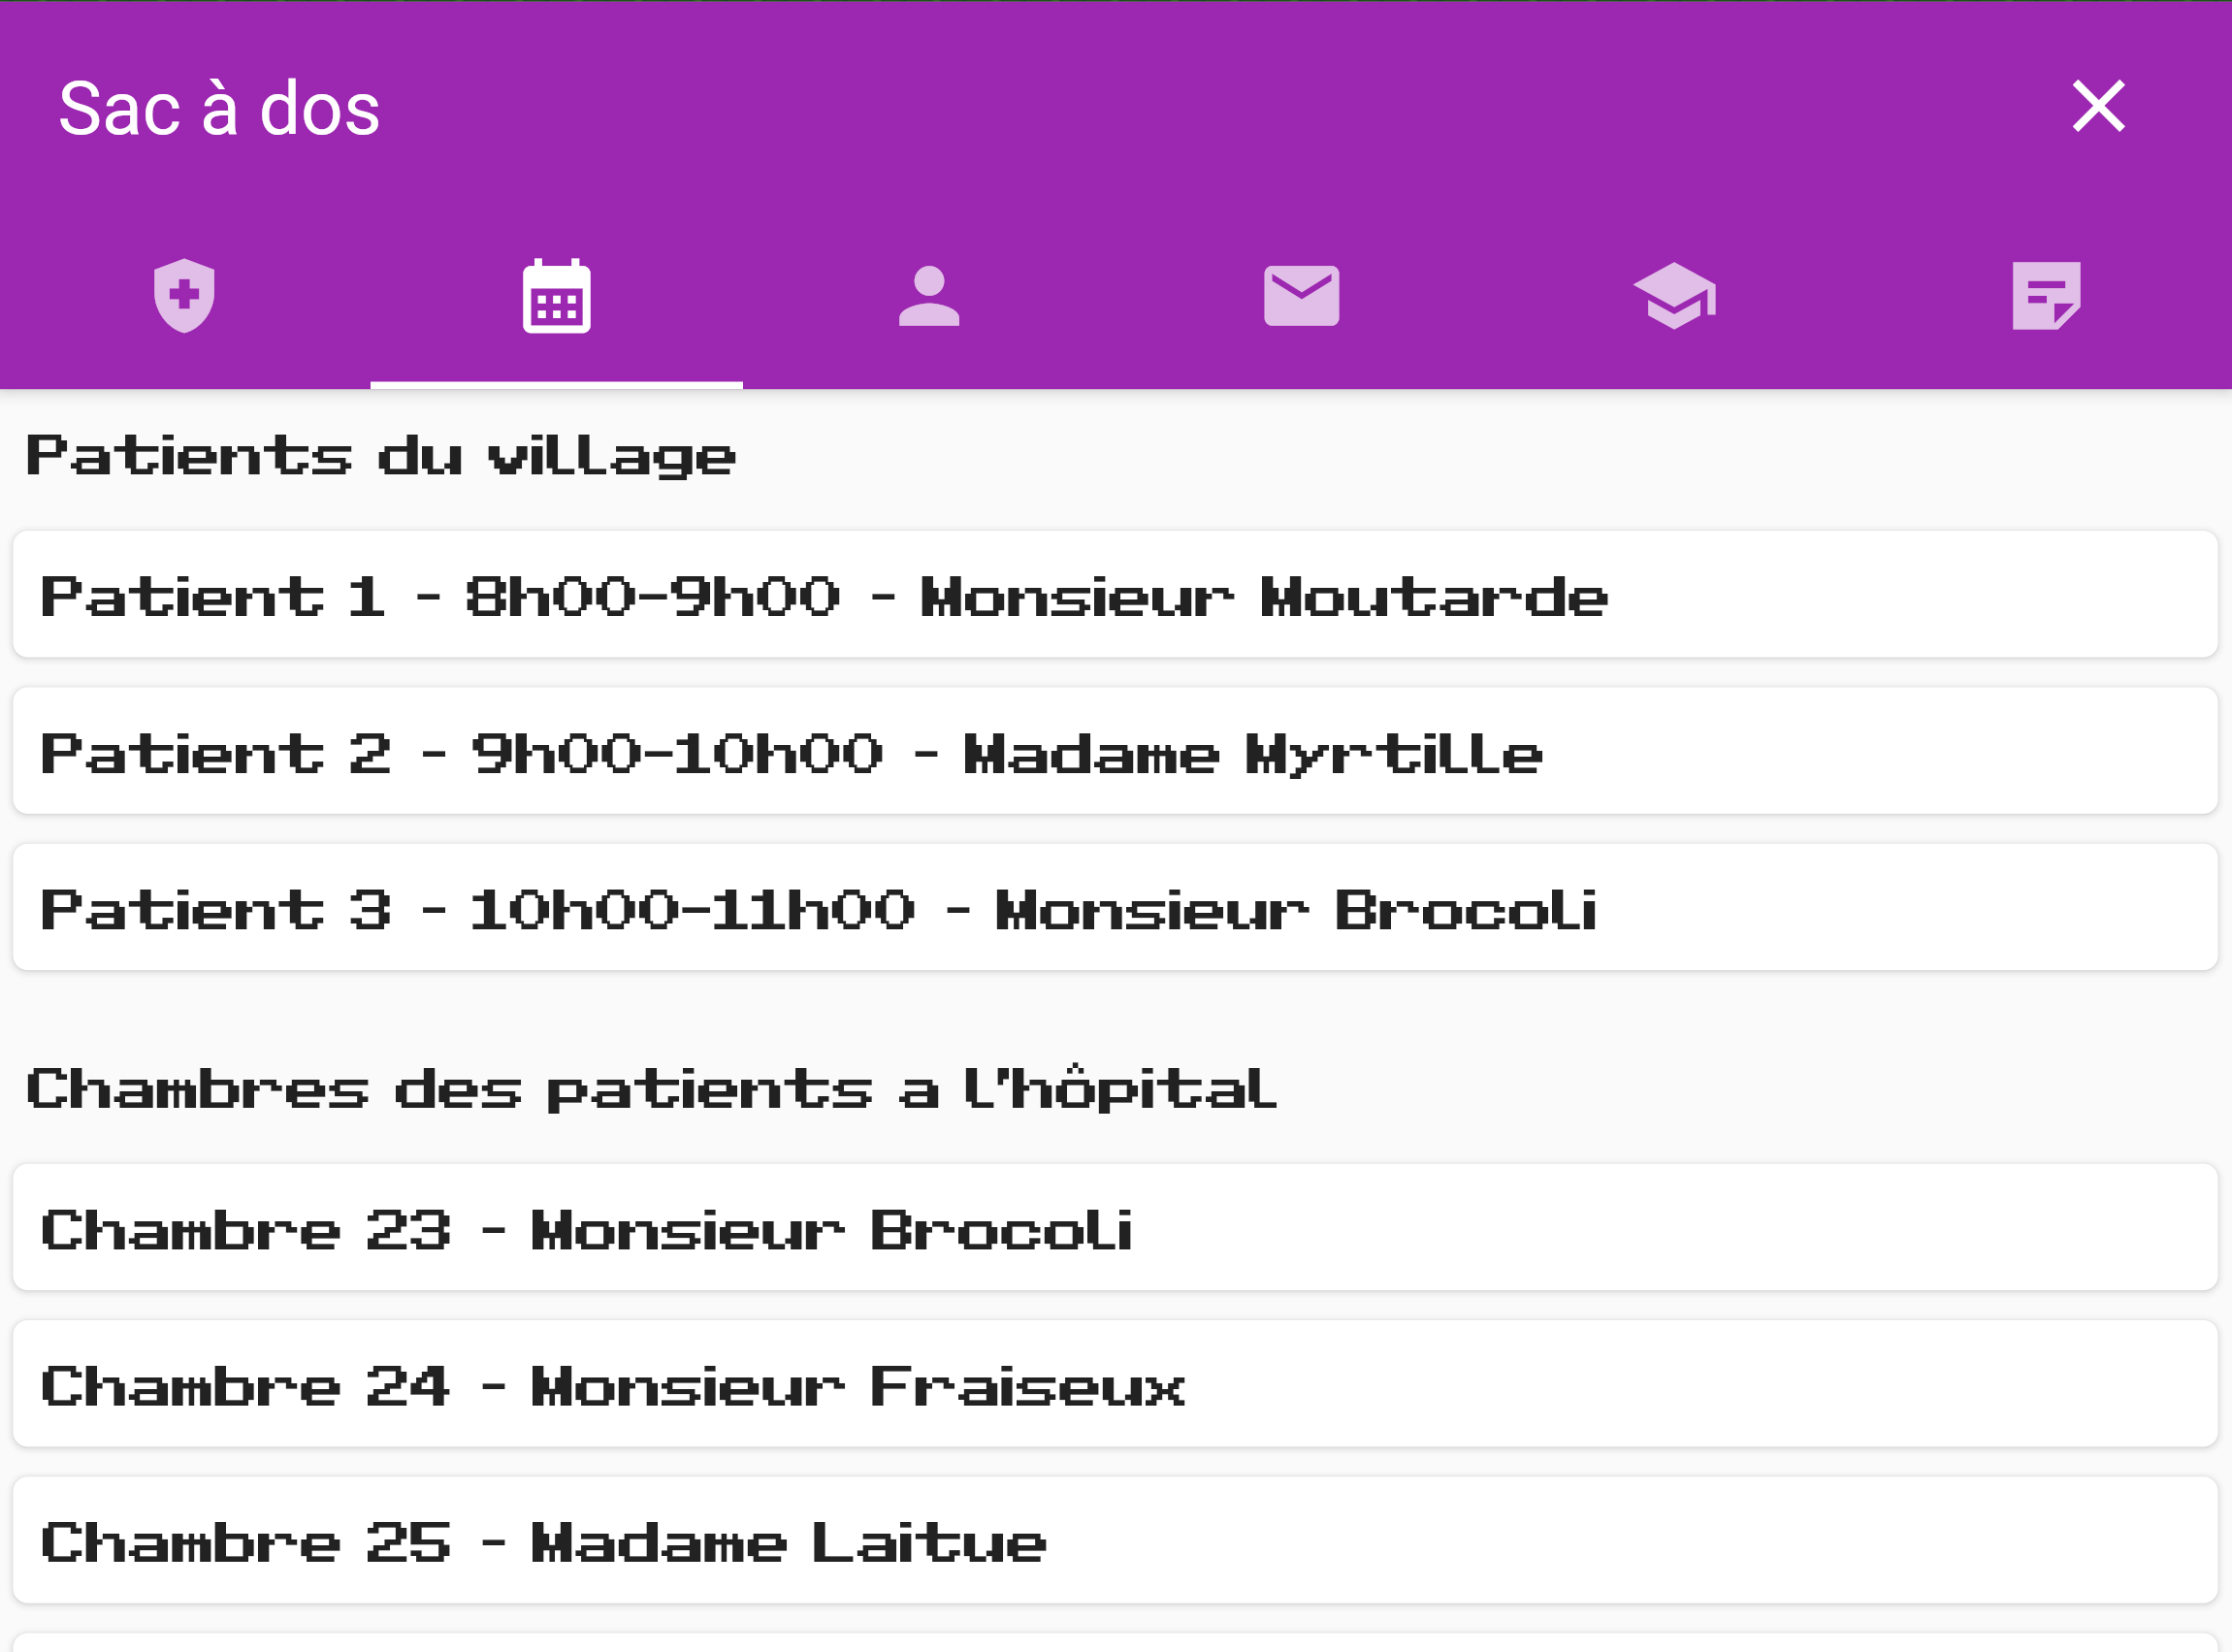 Sac à dos
Patients du village
Patient 1 - 8h00-9h00 - Monsieur Moutarde
Patient 2 - 9h00-10h00 - Madame Myrtille
Patient 3 - 10h00-11h00 - Monsieur Brocoli
Chambres des patients a l'hôpital
Chambre 23 - Monsieur Brocoli
Chambre 24 - Monsieur Fraiseux
Chambre 25 - Madame Laitue